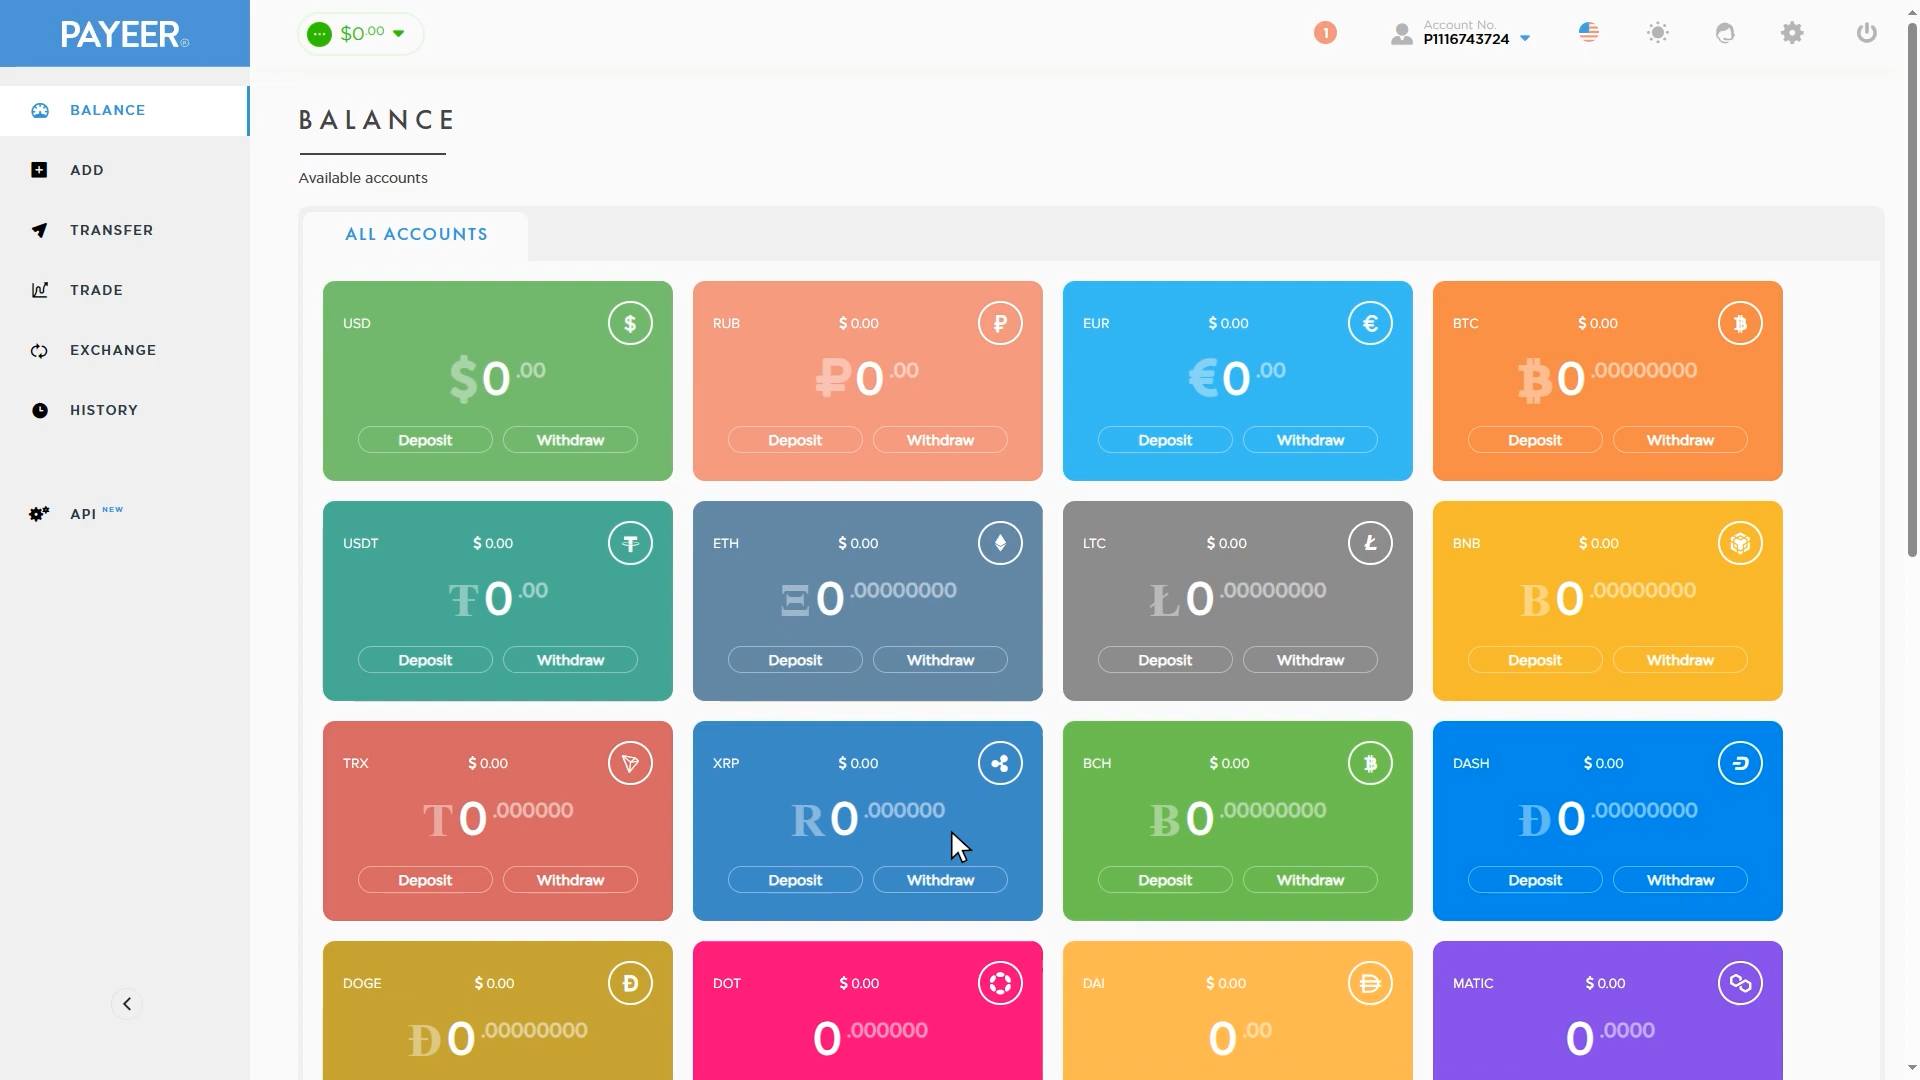 PAYEER®
$0.00
1
Account No.
P1116743724
BALANCE
ADD
TRANSFER
TRADE
EXCHANGE
HISTORY
API NEW
BALANCE
Available accounts
ALL ACCOUNTS
USD
$0.00
Deposit Withdraw
RUB $ 0.00
₽0.00
Deposit Withdraw
EUR $ 0.00
€0.00
Deposit Withdraw
BTC $ 0.00
₿0.00000000
Deposit Withdraw
USDT $ 0.00
₮0.00
Deposit Withdraw
ETH $ 0.00
Ξ0.00000000
Deposit Withdraw
LTC $ 0.00
Ł0.00000000
Deposit Withdraw
BNB $ 0.00
B0.00000000
Deposit Withdraw
TRX $ 0.00
T0.000000
Deposit Withdraw
XRP $ 0.00
R0.000000
Deposit Withdraw
BCH $ 0.00
Ƀ0.00000000
Deposit Withdraw
DASH $ 0.00
Đ0.00000000
Deposit Withdraw
DOGE $ 0.00
Đ0.00000000
DOT $ 0.00
0.000000
DAI $ 0.00
0.00
MATIC $ 0.00
0.0000